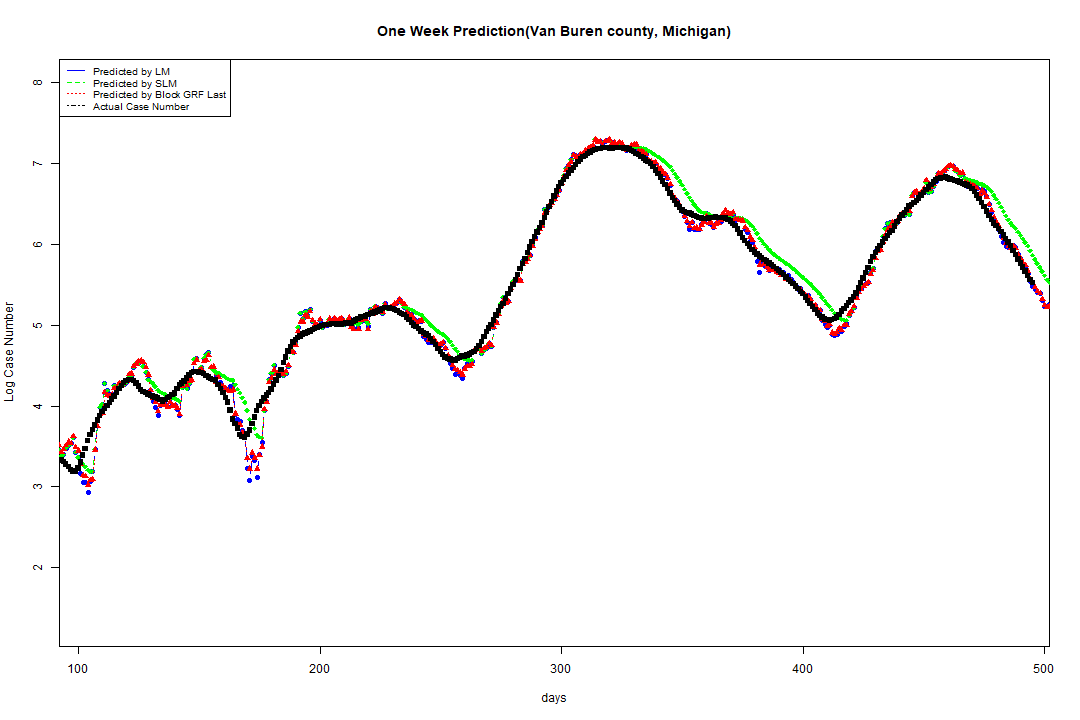 One Week Prediction(Van Buren county, Michigan)
Predicted by LM
Predicted by SLM
Predicted by Block GRF Last
Actual Case Number
8
7
6
5
4
3
2
Log Case Number
100 200 300 400 500
days